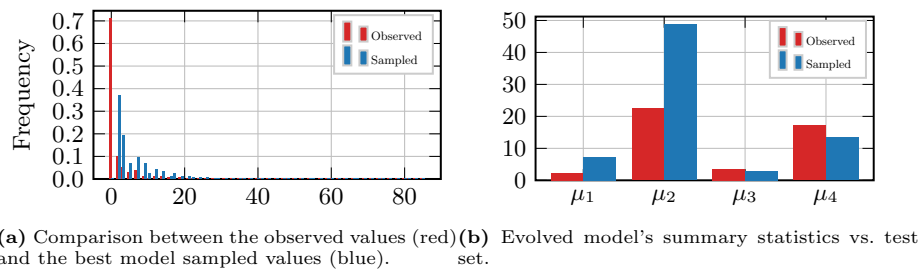 Frequency
0.7
0.6
0.5
0.4
0.3
0.2
0.1
0.0
0 20 40 60 80
Observed
Sampled
50
40
30
20
10
0
μ1 μ2 μ3 μ4
Observed
Sampled
(a) Comparison between the observed values (red)
and the best model sampled values (blue).
(b) Evolved model's summary statistics vs. test
set.